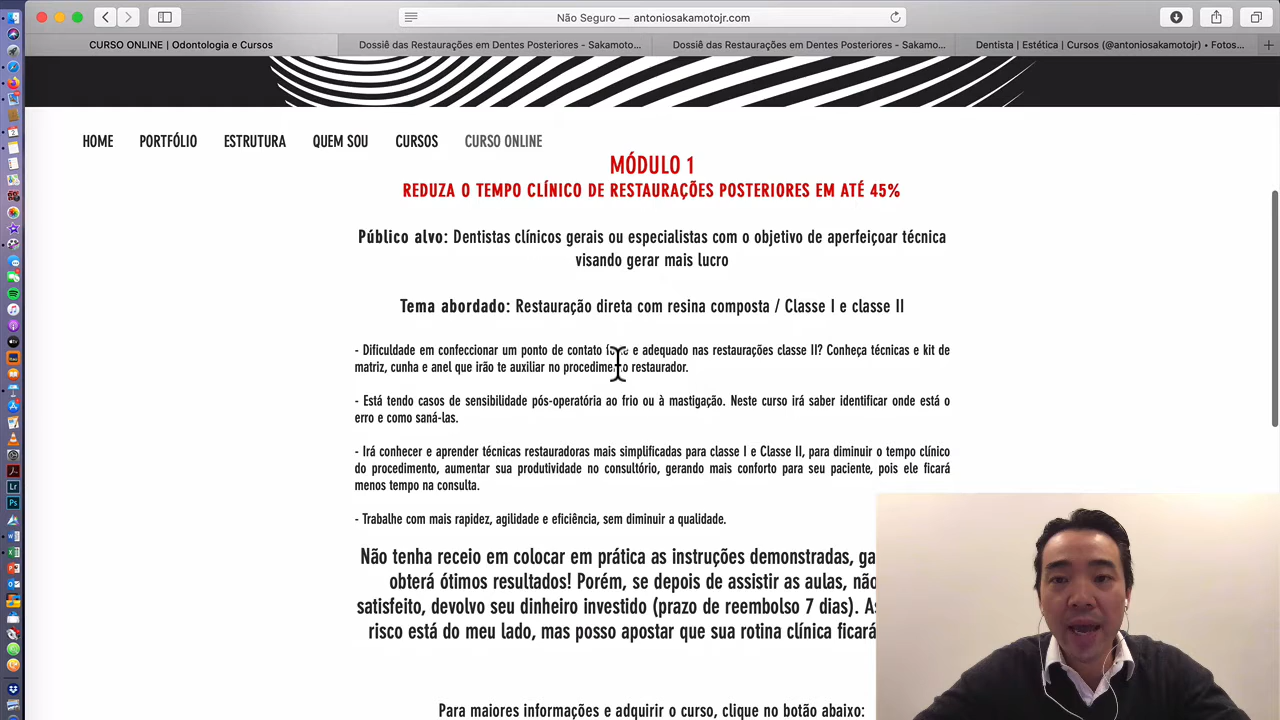 Não Seguro — antoniosakamotojr.com
CURSO ONLINE | Odontologia e Cursos
Dossiê das Restaurações em Dentes Posteriores - Sakamoto...
Dossiê das Restaurações em Dentes Posteriores - Sakamo...
Dentista | Estética | Cursos (@antoniosakamotojr) • Fotos...
HOME PORTFÓLIO ESTRUTURA QUEM SOU CURSOS CURSO ONLINE
MÓDULO 1
REDUZA O TEMPO CLÍNICO DE RESTAURAÇÕES POSTERIORES EM ATÉ 45%
Público alvo: Dentistas clínicos gerais ou especialistas com o objetivo de aperfeiçoar técnica
visando gerar mais lucro
Tema abordado: Restauração direta com resina composta / Classe I e classe II
- Dificuldade em confeccionar um ponto de contato e adequado nas restaurações classe II? Conheça técnicas e kit de
matriz, cunha e anel que irão te auxiliar no procedimento restaurador.
- Está tendo casos de sensibilidade pós-operatória ao frio ou à mastigação. Neste curso irá saber identificar onde está o
erro e como saná-las.
- Irá conhecer e aprender técnicas restauradoras mais simplificadas para classe I e Classe II, para diminuir o tempo clínico
do procedimento, aumentar sua produtividade no consultório, gerando mais conforto para seu paciente, pois ele ficará
menos tempo na consulta.
- Trabalhe com mais rapidez, agilidade e eficiência, sem diminuir a qualidade.
Não tenha receio em colocar em prática as instruções demonstradas, ga
obterá ótimos resultados! Porém, se depois de assistir as aulas, não
satisfeito, devolvo seu dinheiro investido (prazo de reembolso 7 dias). As
risco está do meu lado, mas posso apostar que sua rotina clínica ficará
Para maiores informações e adquirir o curso, clique no botão abaixo:
Lr
Ps